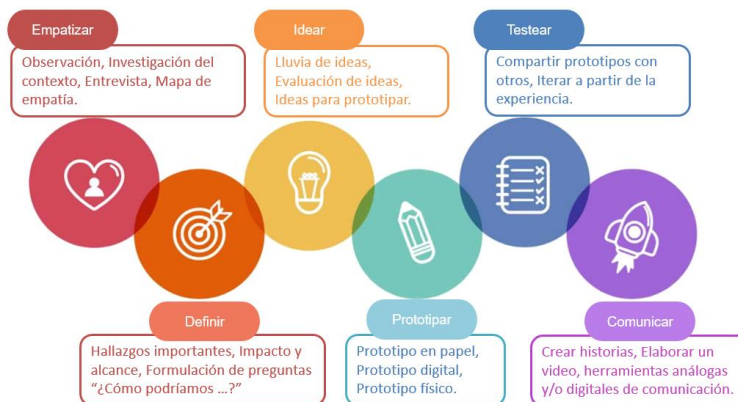 Empatizar
Observación, Investigación del
contexto, Entrevista, Mapa de
empatía.
Idear
Lluvia de ideas,
Evaluación de ideas,
Ideas para prototipar.
Testear
Compartir prototipos con
otros, Iterar a partir de la
experiencia.
Definir
Hallazgos importantes, Impacto y
alcance, Formulación de preguntas
“¿Cómo podríamos ...?”
Prototipar
Prototipo en papel,
Prototipo digital,
Prototipo físico.
Comunicar
Crear historias, Elaborar un
video, herramientas análogas
y/o digitales de comunicación.